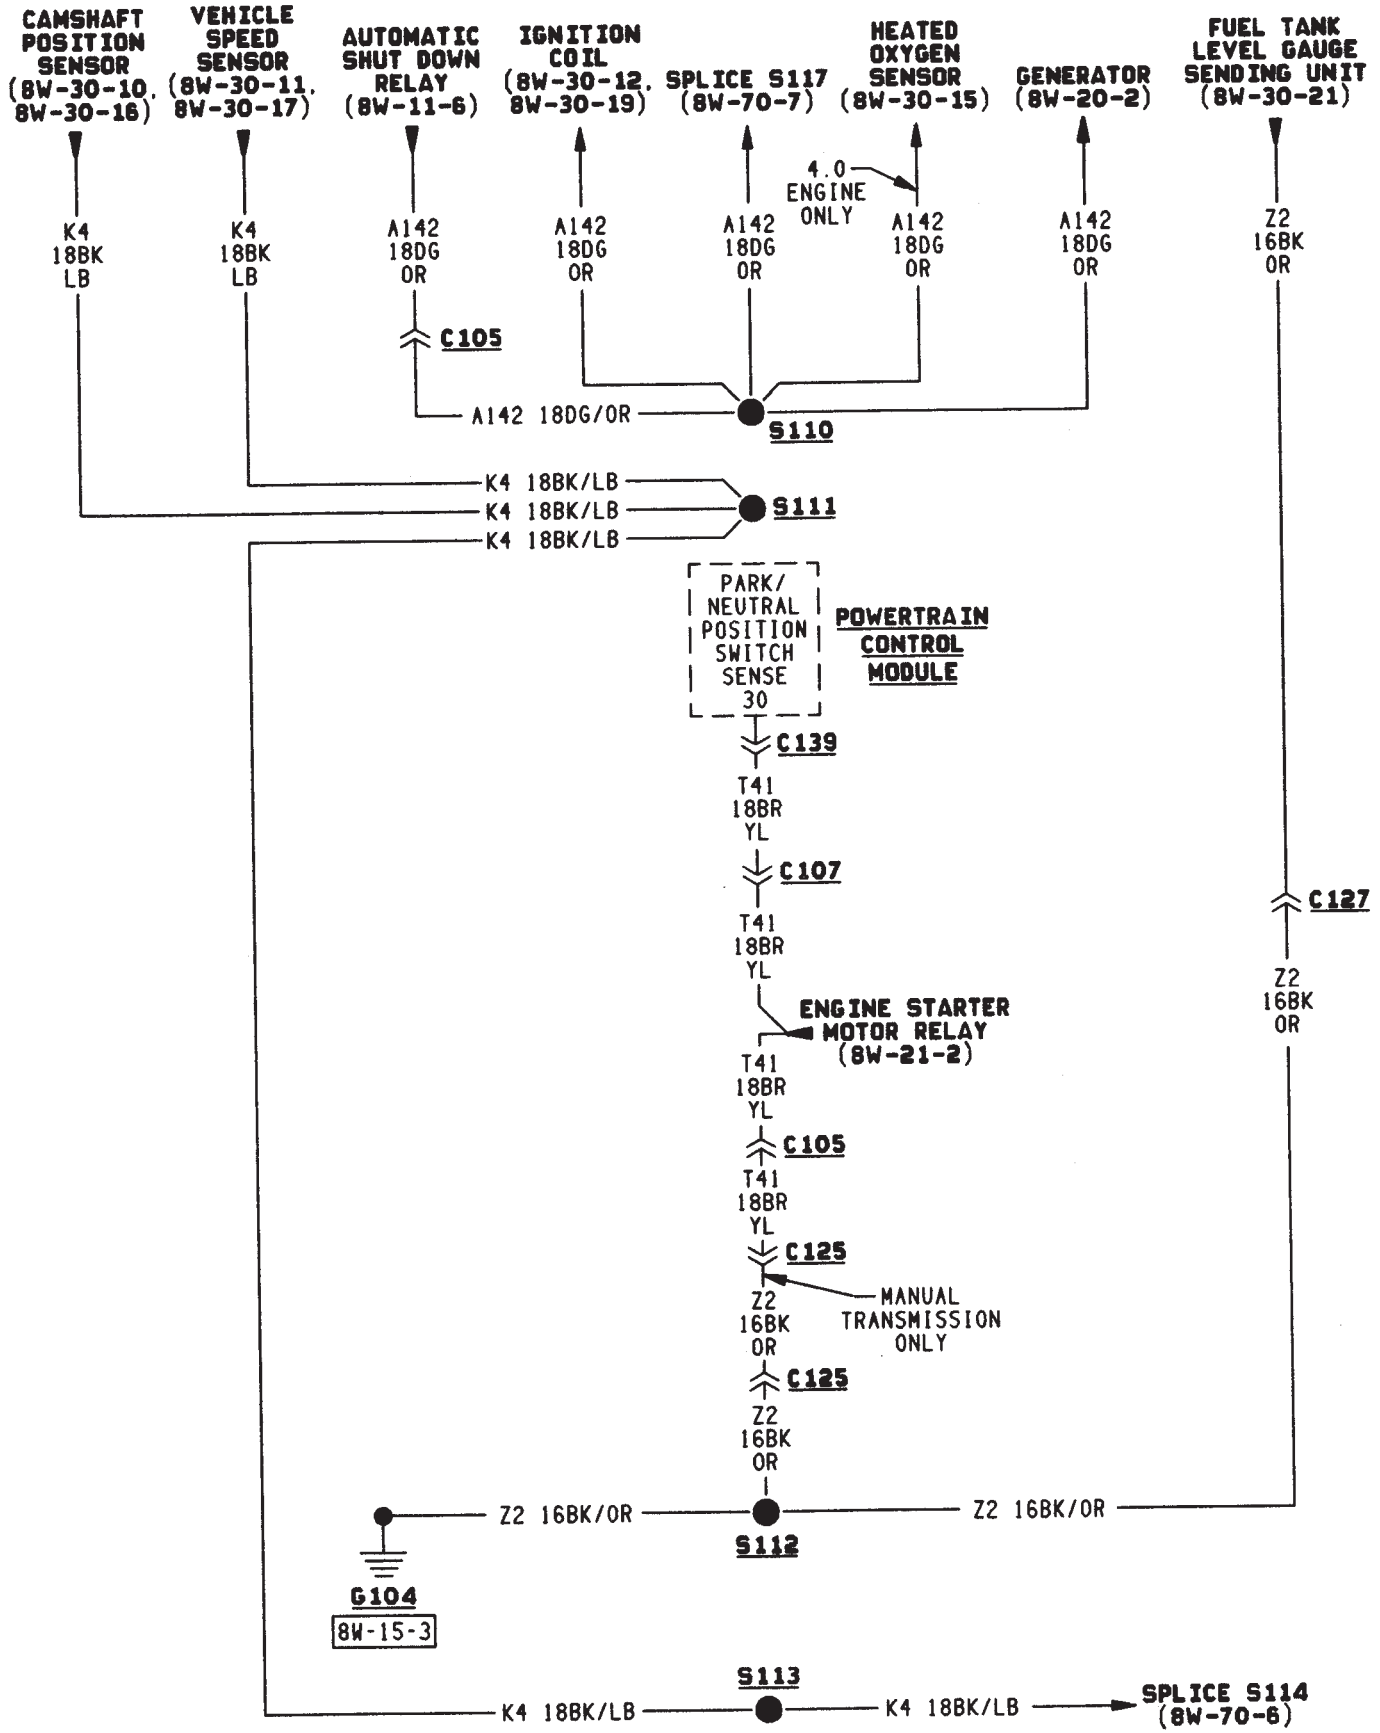 CAMSHAFT
POSITION
SENSOR
(8W-30-10,
8W-30-16)
VEHICLE
SPEED
SENSOR
(8W-30-11,
8W-30-17)
AUTOMATIC
SHUT DOWN
RELAY
(8W-11-6)
IGNITION
COIL
(8W-30-12,
8W-30-19)
SPLICE S117
(8W-70-7)
HEATED
OXYGEN
SENSOR
(8W-30-15)
GENERATOR
(8W-20-2)
FUEL TANK
LEVEL GAUGE
SENDING UNIT
(8W-30-21)
4.0
ENGINE
ONLY
K4
18BK
LB
K4
18BK
LB
A142
18DG
OR
A142
18DG
OR
A142
18DG
OR
A142
18DG
OR
A142
18DG
OR
Z2
16BK
OR
C105
A142 18DG/OR
S110
K4 18BK/LB
K4 18BK/LB
S111
K4 18BK/LB
PARK/
NEUTRAL
POSITION
SWITCH
SENSE
30
POWERTRAIN
CONTROL
MODULE
C139
T41
18BR
YL
C107
C127
T41
18BR
YL
Z2
16BK
OR
ENGINE STARTER
MOTOR RELAY
(8W-21-2)
T41
18BR
YL
C105
T41
18BR
YL
C125
MANUAL
TRANSMISSION
ONLY
Z2
16BK
OR
C125
Z2
16BK
OR
Z2 16BK/OR
Z2 16BK/OR
S112
G104
8W-15-3
S113
K4 18BK/LB
K4 18BK/LB
SPLICE S114
(8W-70-6)